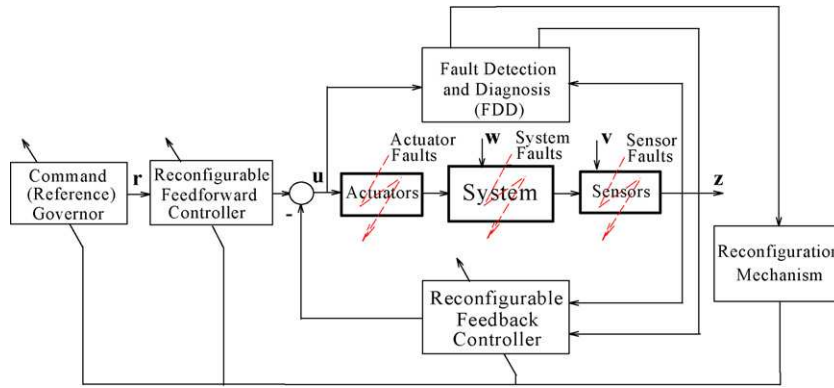 Fault Detection
and Diagnosis
(FDD)
Actuator
Faults
w
System
Faults
v
Sensor
Faults
Command
(Reference)
Governor
r
Reconfigurable
Feedforward
Controller
-
u
Actuators
System
Sensors
z
Reconfigurable
Feedback
Controller
Reconfiguration
Mechanism